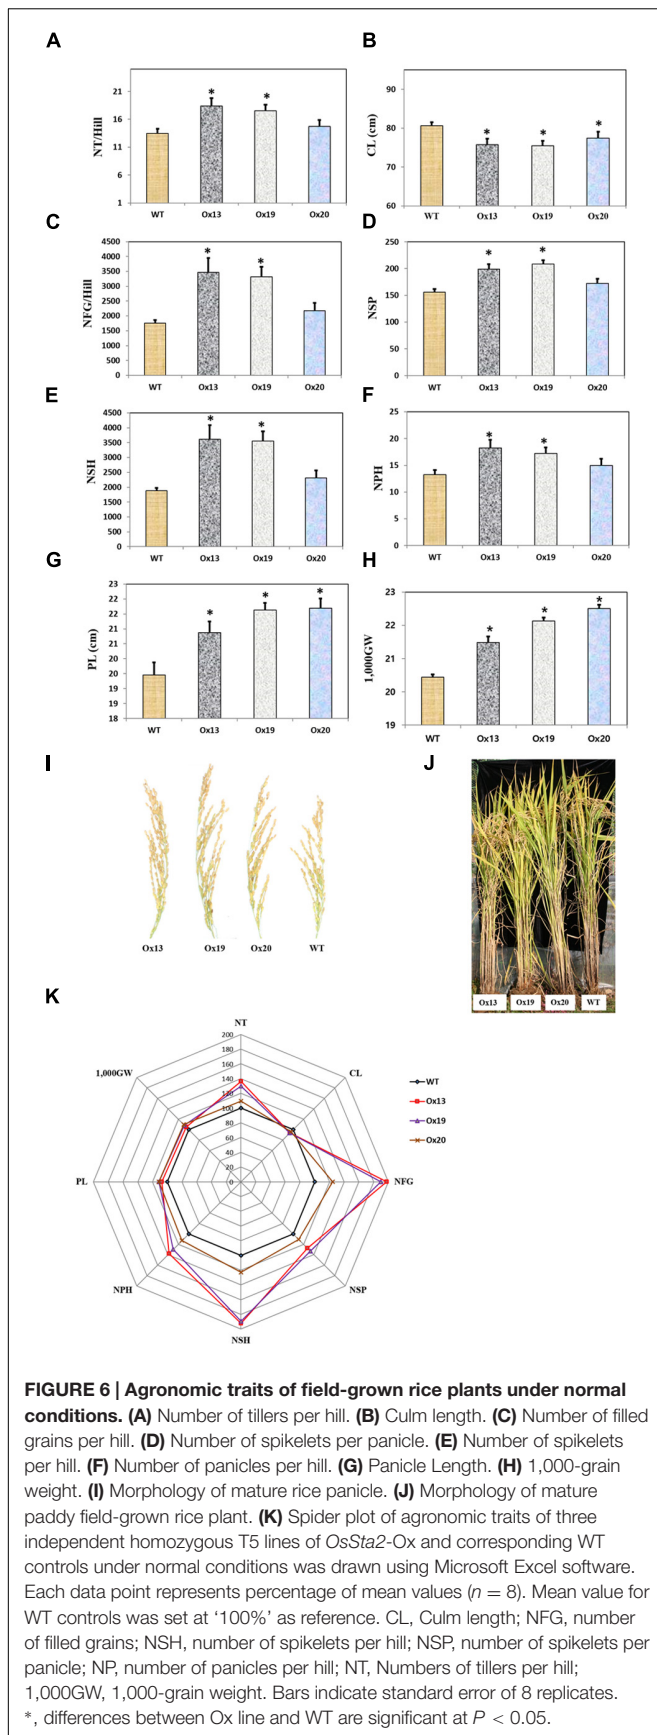 A
B
NT/Hill
21
16
11
6
1
WT Ox13 Ox19 Ox20
* *
CL (cm)
90
80
75
70
60
WT Ox13 Ox19 Ox20
* * *
C
D
NFG/Hill
4500
4000
3500
3000
2500
2000
1500
1000
500
0
WT Ox13 Ox19 Ox20
* *
NSP
250
200
150
100
50
0
WT Ox13 Ox19 Ox20
* *
E
F
NSH
4500
4000
3500
3000
2500
2000
1500
1000
500
0
WT Ox13 Ox19 Ox20
* *
NPH
25
20
15
10
5
0
WT Ox13 Ox19 Ox20
* *
G
H
PL (cm)
23
22
22
21
21
20
20
19
19
18
WT Ox13 Ox19 Ox20
* * *
1,000GW
23
22
21
20
19
WT Ox13 Ox19 Ox20
* * *
I
J
Ox13 Ox19 Ox20 WT
Ox13 Ox19 Ox20 WT
K
NT
200
180
160
140
120
100
80
60
40
20
0
CL
NFG
NSP
NSH
NPH
PL
1,000GW
WT
Ox13
Ox19
Ox20
FIGURE 6 | Agronomic traits of field-grown rice plants under normal
conditions. (A) Number of tillers per hill. (B) Culm length. (C) Number of filled
grains per hill. (D) Number of spikelets per panicle. (E) Number of spikelets
per hill. (F) Number of panicles per hill. (G) Panicle Length. (H) 1,000-grain
weight. (I) Morphology of mature rice panicle. (J) Morphology of mature
paddy field-grown rice plant. (K) Spider plot of agronomic traits of three
independent homozygous T5 lines of OsSta2-Ox and corresponding WT
controls under normal conditions was drawn using Microsoft Excel software.
Each data point represents percentage of mean values (n = 8). Mean value for
WT controls was set at ‘100%’ as reference. CL, Culm length; NFG, number
of filled grains; NSH, number of spikelets per hill; NSP, number of spikelets per
panicle; NP, number of panicles per hill; NT, Numbers of tillers per hill;
1,000GW, 1,000-grain weight. Bars indicate standard error of 8 replicates.
*, differences between Ox line and WT are significant at P < 0.05.